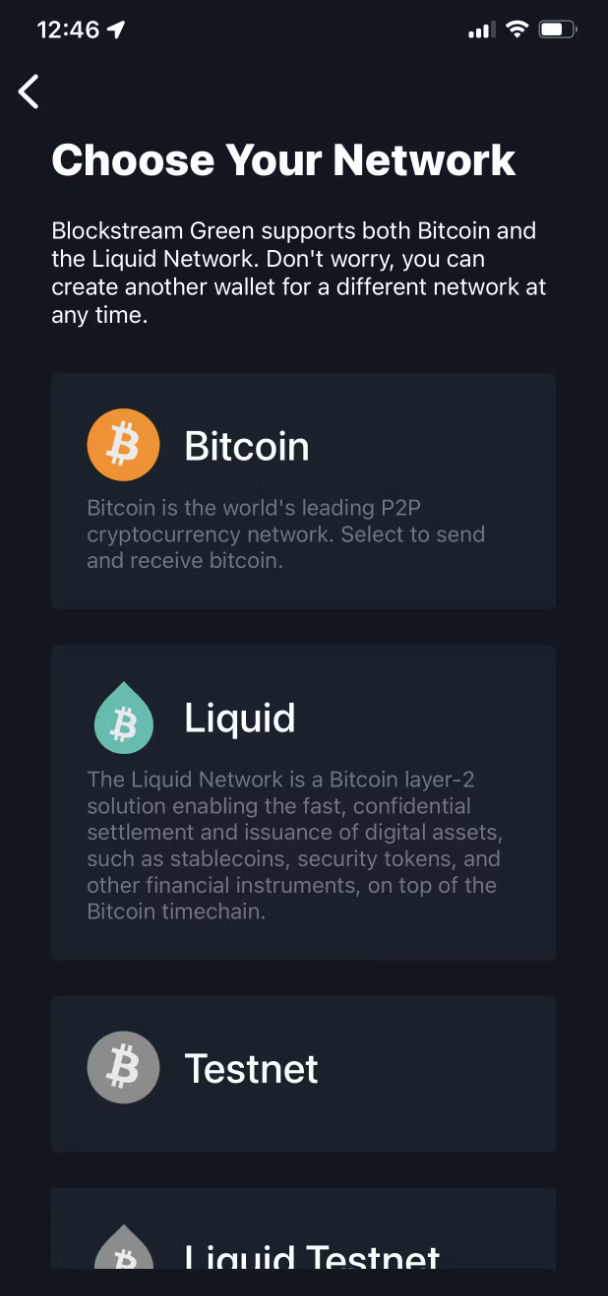 12:46
Choose Your Network
Blockstream Green supports both Bitcoin and
the Liquid Network. Don't worry, you can
create another wallet for a different network at
any time.
Bitcoin
Bitcoin is the world's leading P2P
cryptocurrency network. Select to send
and receive bitcoin.
Liquid
The Liquid Network is a Bitcoin layer-2
solution enabling the fast, confidential
settlement and issuance of digital assets,
such as stablecoins, security tokens, and
other financial instruments, on top of the
Bitcoin timechain.
Testnet
Liquid Testnet